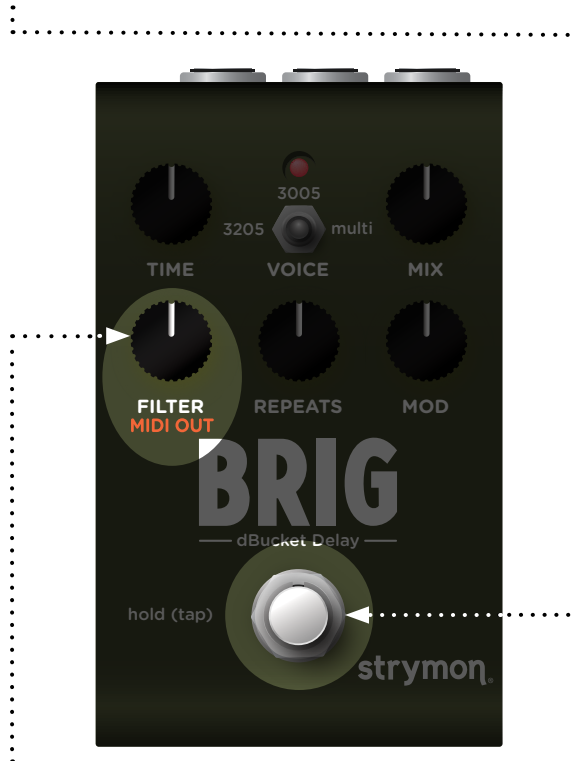 3005
3205 multi
TIME VOICE MIX
FILTER REPEATS MOD
MIDI OUT
BRIG
dBucket Delay
hold (tap)
strymon®